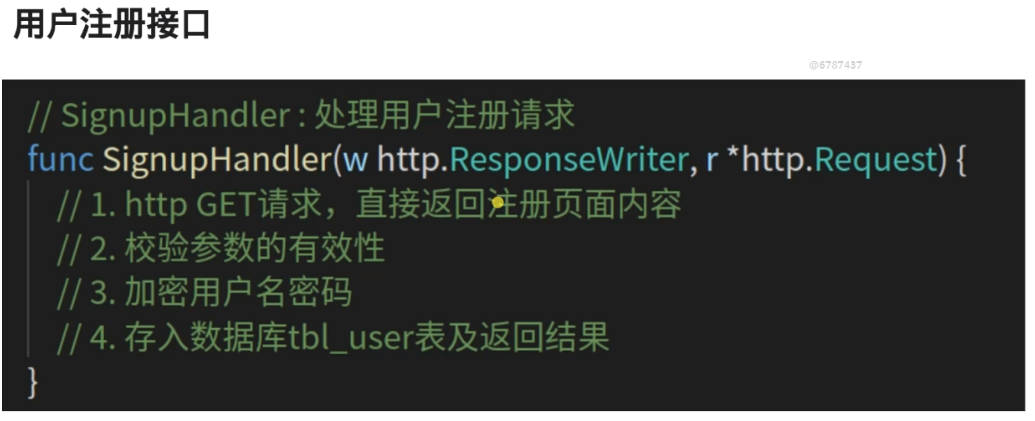 用户注册接口
@6787437
// SignupHandler : 处理用户注册请求
func SignupHandler(w http.ResponseWriter, r *http.Request) {
// 1. http GET请求，直接返回注册页面内容
// 2. 校验参数的有效性
// 3. 加密用户名密码
// 4. 存入数据库tbl_user表及返回结果
}